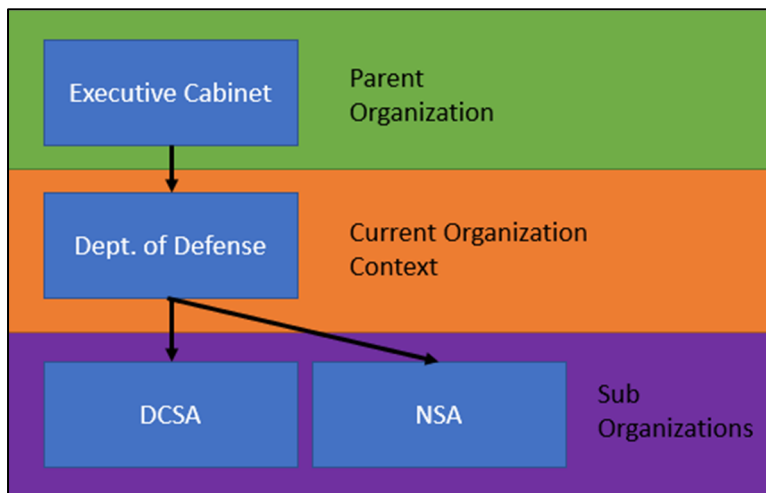 Executive Cabinet
Parent
Organization
Dept. of Defense
Current Organization
Context
DCSA
NSA
Sub
Organizations